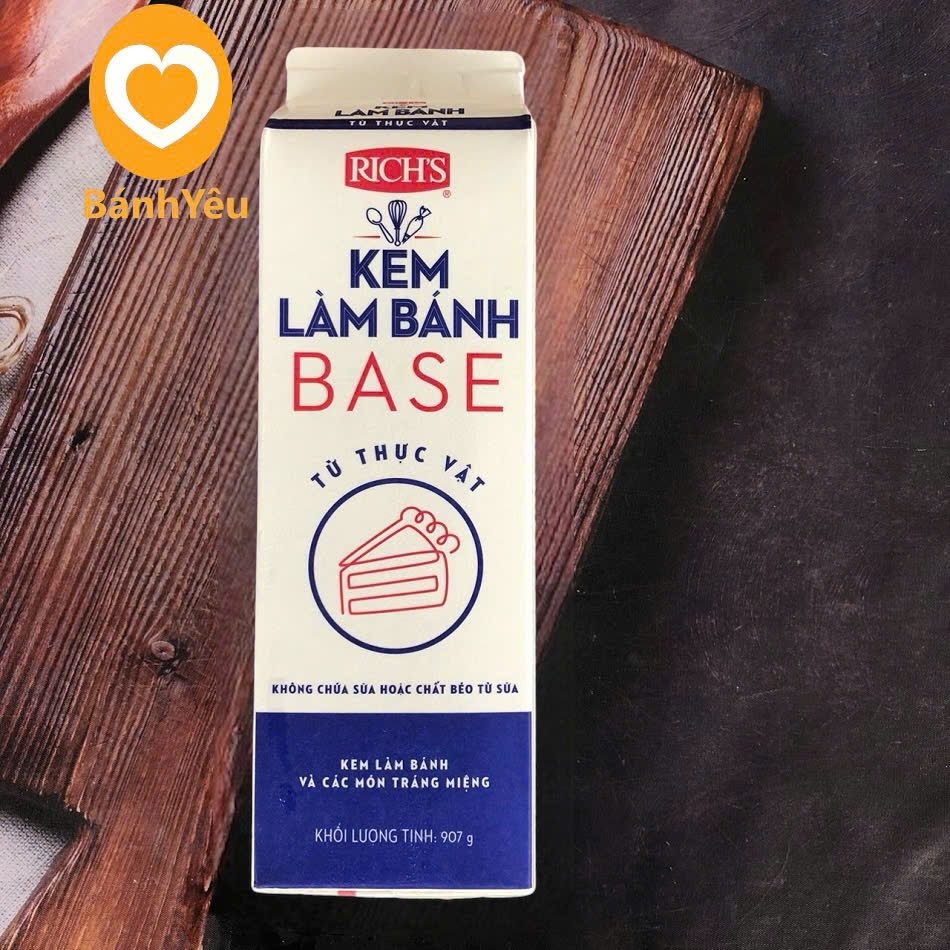 BánhYêu
KEM
LÀM BÁNH
TỪ THỰC VẬT
RICH'S
®
KEM
LÀM BÁNH
BASE
TỪ THỰC VẬT
KHÔNG CHỨA SỮA HOẶC CHẤT BÉO TỪ SỮA
KEM LÀM BÁNH
VÀ CÁC MÓN TRÁNG MIỆNG
KHỐI LƯỢNG TỊNH: 907 g